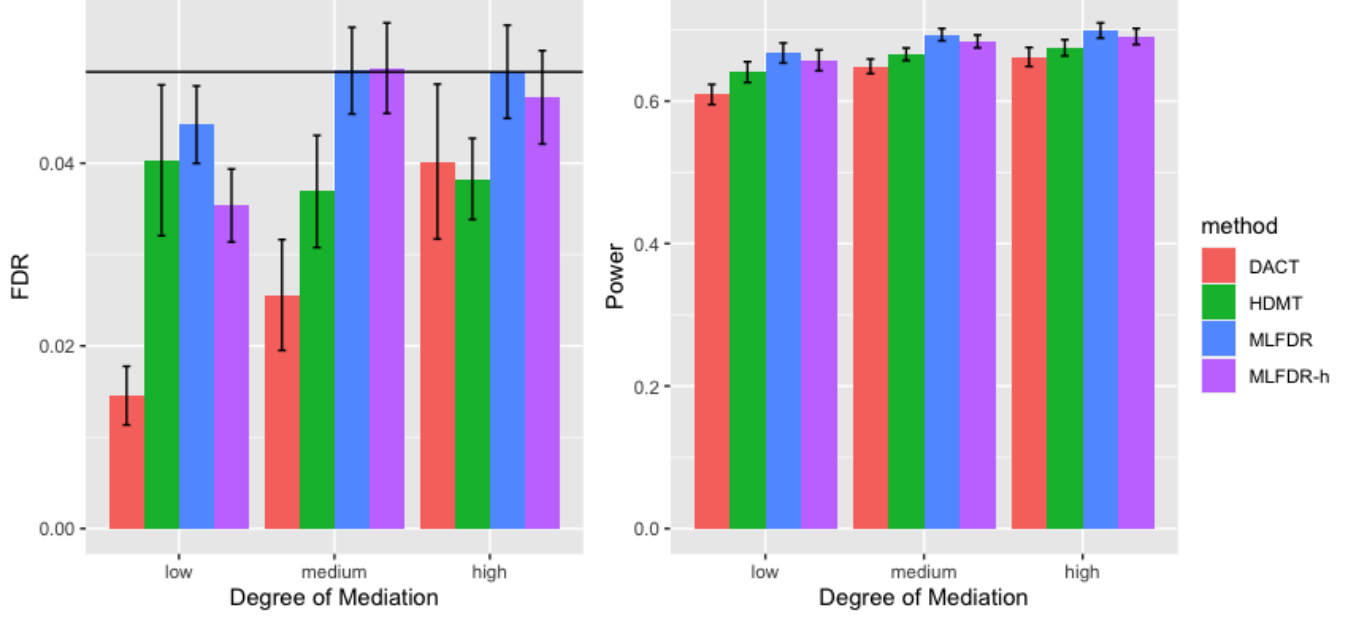 FDR
0.04
0.02
0.00
low medium high
Degree of Mediation
Power
0.6
0.4
0.2
0.0
low medium high
Degree of Mediation
method
DACT
HDMT
MLFDR
MLFDR-h